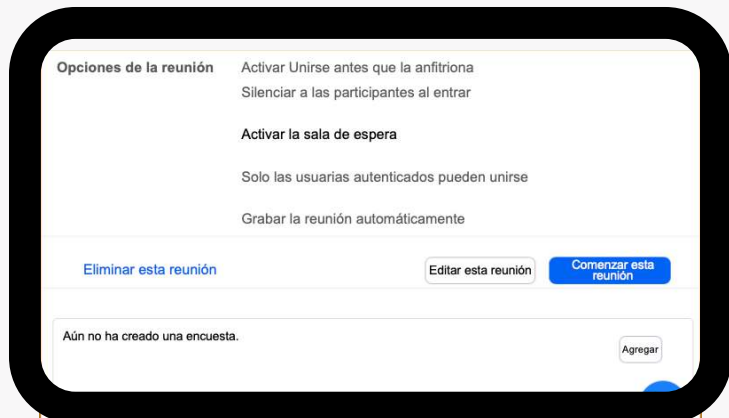 Opciones de la reunión
Activar Unirse antes que la anfitriona
Silenciar a las participantes al entrar
Activar la sala de espera
Solo las usuarias autenticados pueden unirse
Grabar la reunión automáticamente
Eliminar esta reunión
Editar esta reunión
Comenzar esta
reunión
Aún no ha creado una encuesta.
Agregar